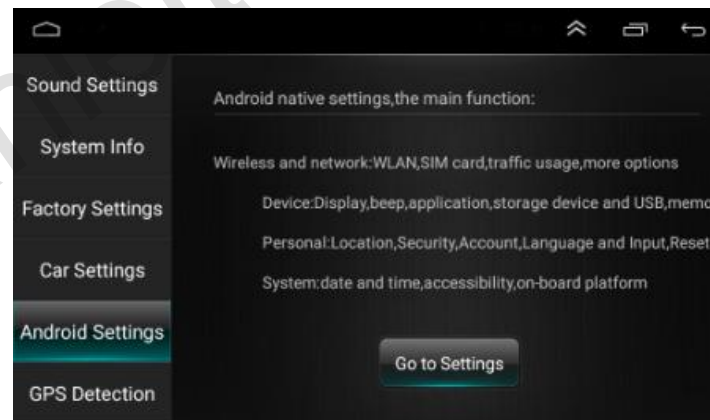 Sound Settings
System Info
Factory Settings
Car Settings
Android Settings
GPS Detection
Android native settings,the main function:
Wireless and network:WLAN,SIM card,traffic usage,more options
Device:Display,beep,application,storage device and USB,memo
Personal:Location,Security,Account,Language and Input,Reset
System:date and time,accessibility,on-board platform
Go to Settings